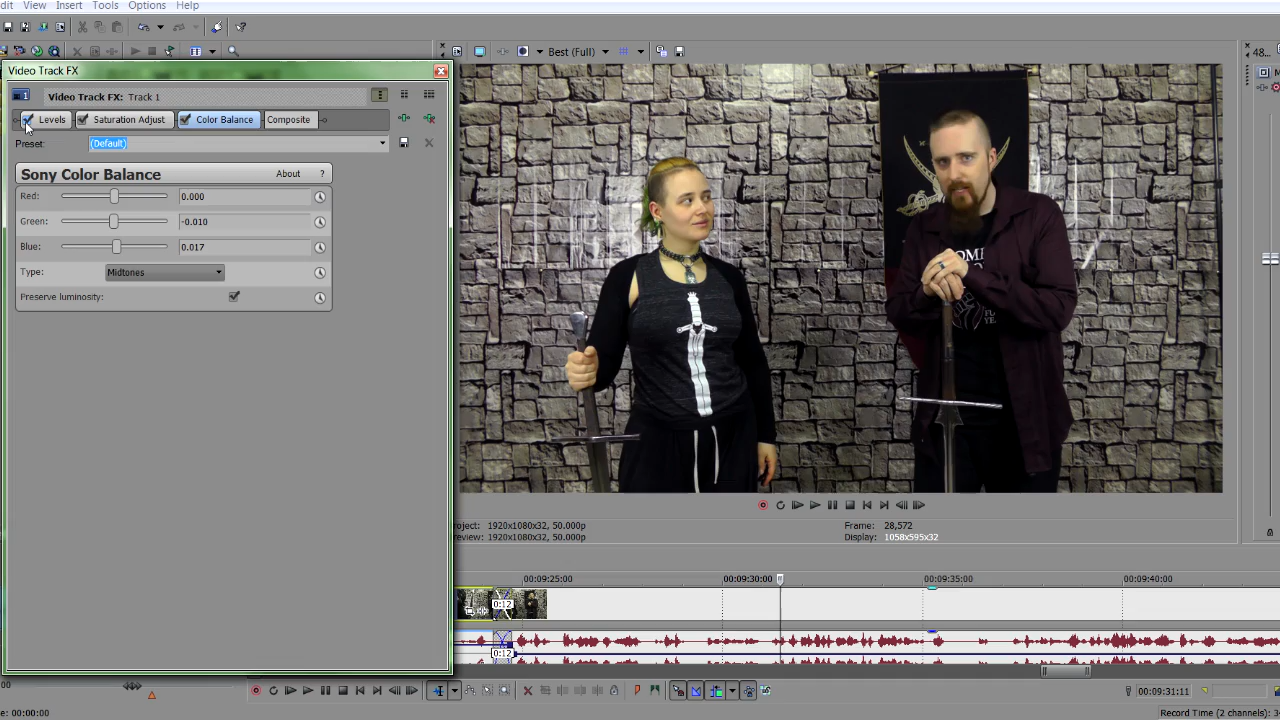 dit View Insert Tools Options Help
Best (Full)
48...
Video Track FX
Video Track FX: Track 1
Levels Saturation Adjust Color Balance Composite
Preset: (Default)
Sony Color Balance About ?
Red: 0.000
Green: -0.010
Blue: 0.017
Type: Midtones
Preserve luminosity:
roject: 1920x1080x32, 50.000p Frame: 28,572
review: 1920x1080x32, 50.000p Display: 1058x595x32
00:09:25:00 00:09:30:00 00:09:35:00 00:09:40:00
0:12
0:12
00
00:09:31:11
e: 00:00:00
Record Time (2 channels): 3